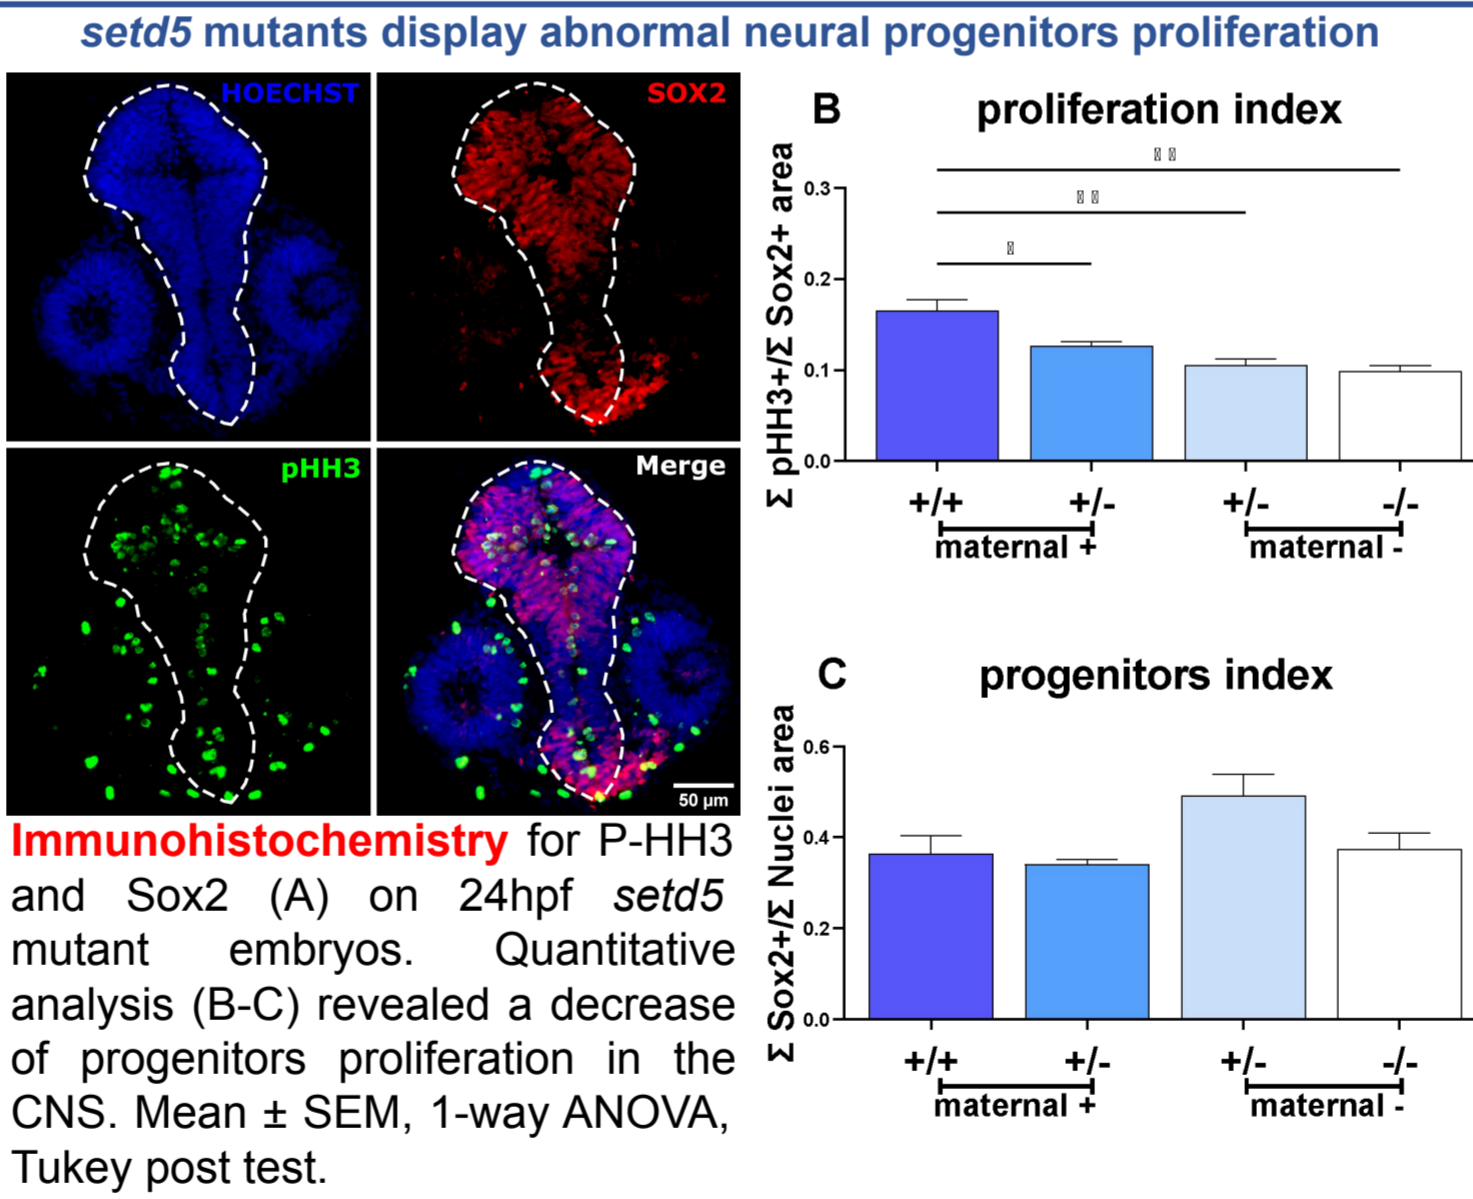 setd5 mutants display abnormal neural progenitors proliferation
HOECHST
SOX2
pHH3
Merge
50 µm
Immunohistochemistry for P-HH3
and Sox2 (A) on 24hpf setd5
mutant embryos. Quantitative
analysis (B-C) revealed a decrease
of progenitors proliferation in the
CNS. Mean ± SEM, 1-way ANOVA,
Tukey post test.
B
proliferation index
Σ pHH3+/Σ Sox2+ area
0.3
0.2
0.1
0.0
+/+ +/- +/- -/-
maternal + maternal -
C
progenitors index
Σ Sox2+/Σ Nuclei area
0.6
0.4
0.2
0.0
+/+ +/- +/- -/-
maternal + maternal -